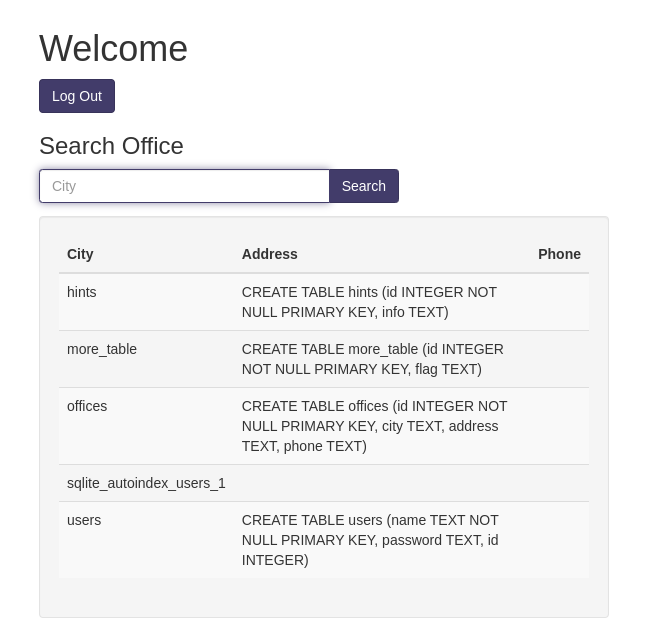 Welcome
Log Out
Search Office
City Search
City Address Phone
hints CREATE TABLE hints (id INTEGER NOT
NULL PRIMARY KEY, info TEXT)
more_table CREATE TABLE more_table (id INTEGER
NOT NULL PRIMARY KEY, flag TEXT)
offices CREATE TABLE offices (id INTEGER NOT
NULL PRIMARY KEY, city TEXT, address
TEXT, phone TEXT)
sqlite_autoindex_users_1
users CREATE TABLE users (name TEXT NOT
NULL PRIMARY KEY, password TEXT, id
INTEGER)